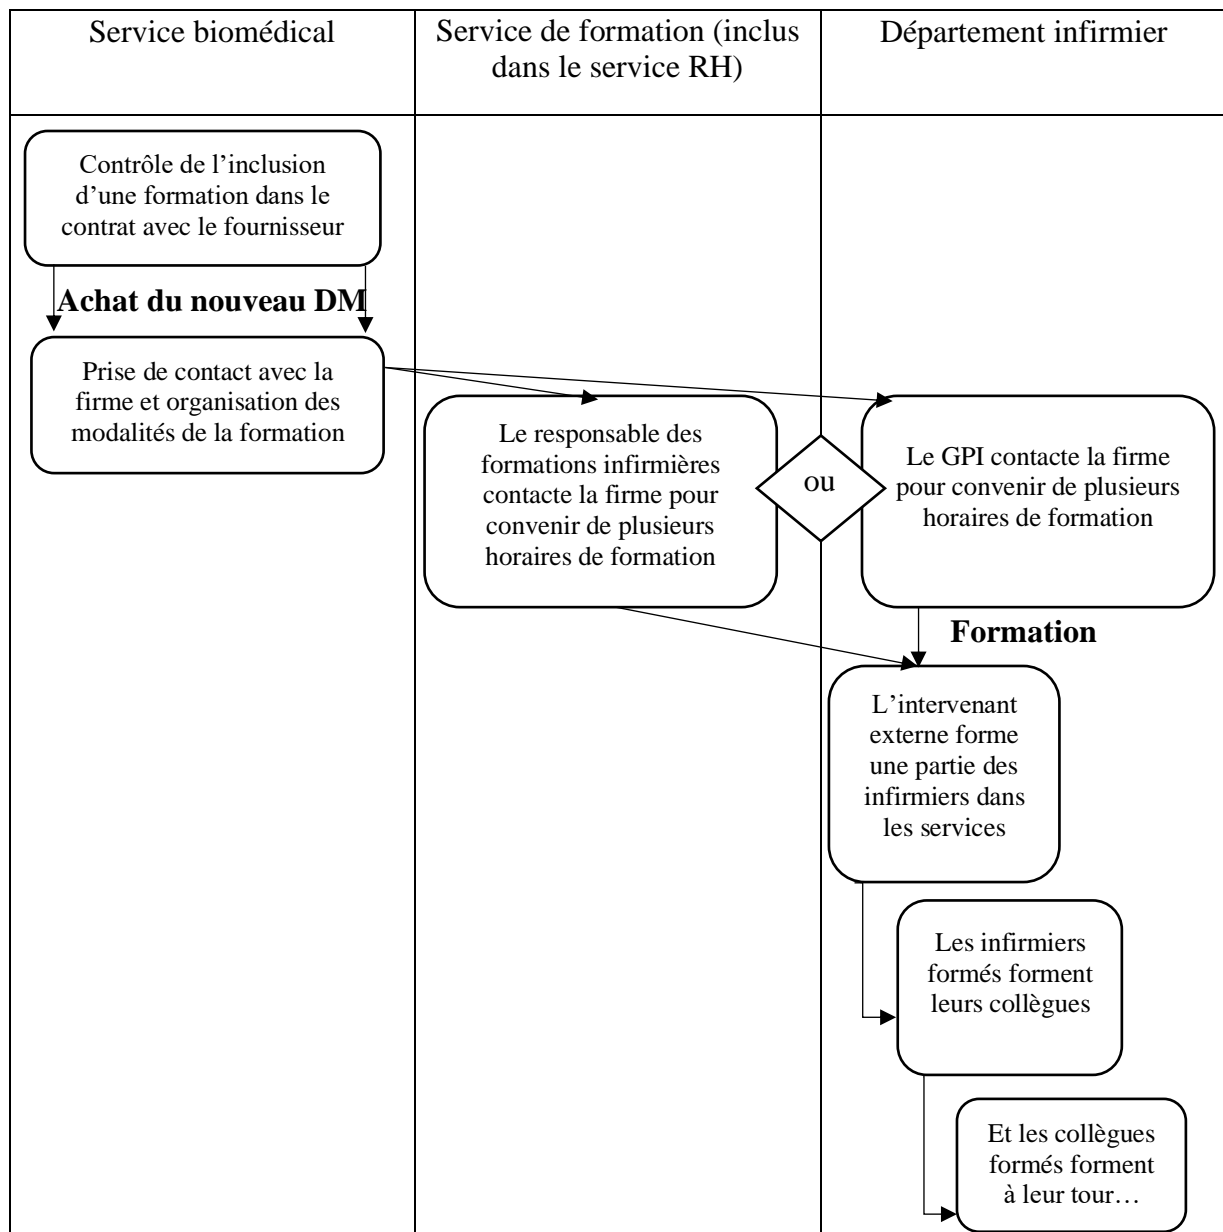 Service biomédical
Service de formation (inclus
dans le service RH)
Département infirmier
Contrôle de l’inclusion
d’une formation dans le
contrat avec le fournisseur
Achat du nouveau DM
Prise de contact avec la
firme et organisation des
modalités de la formation
Le responsable des
formations infirmières
contacte la firme pour
convenir de plusieurs
horaires de formation
ou
Le GPI contacte la firme
pour convenir de plusieurs
horaires de formation
Formation
L’intervenant
externe forme
une partie des
infirmiers dans
les services
Les infirmiers
formés forment
leurs collègues
Et les collègues
formés forment
à leur tour…